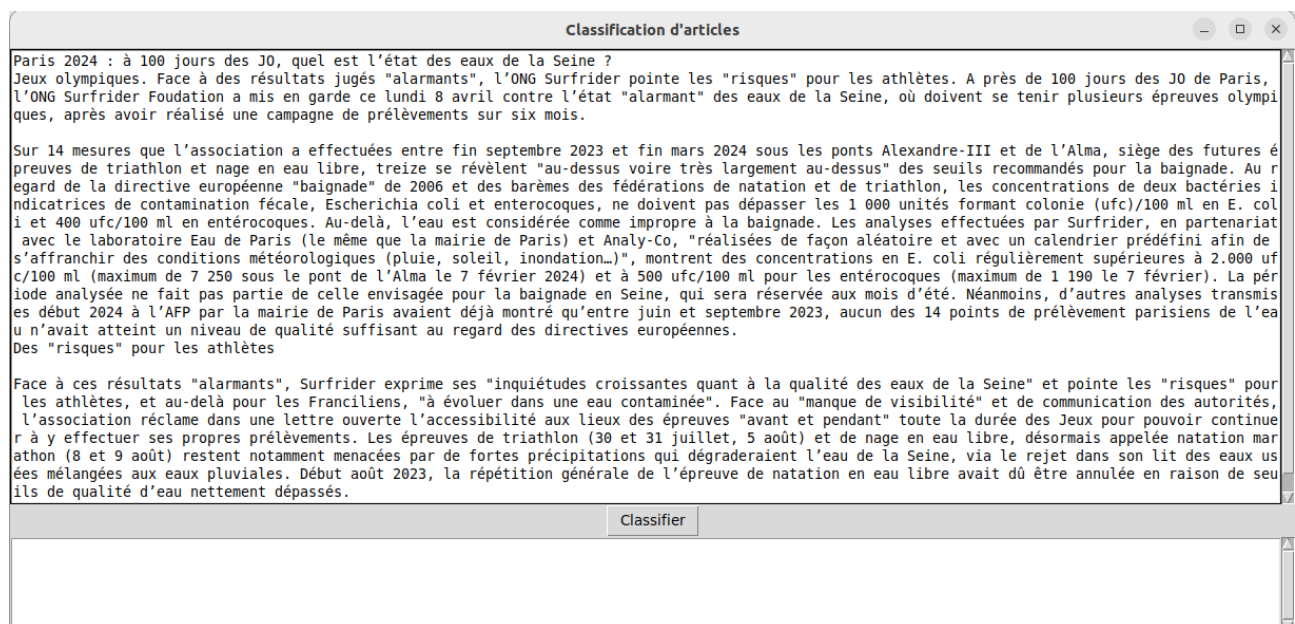 Classification d'articles
Paris 2024 : à 100 jours des JO, quel est l’état des eaux de la Seine ?
Jeux olympiques. Face à des résultats jugés "alarmants", l’ONG Surfrider pointe les "risques" pour les athlètes. A près de 100 jours des JO de Paris,
l’ONG Surfrider Foudation a mis en garde ce lundi 8 avril contre l’état "alarmant" des eaux de la Seine, où doivent se tenir plusieurs épreuves olympi
ques, après avoir réalisé une campagne de prélèvements sur six mois.
Sur 14 mesures que l’association a effectuées entre fin septembre 2023 et fin mars 2024 sous les ponts Alexandre-III et de l’Alma, siège des futures é
preuves de triathlon et nage en eau libre, treize se révèlent "au-dessus voire très largement au-dessus" des seuils recommandés pour la baignade. Au r
egard de la directive européenne "baignade" de 2006 et des barèmes des fédérations de natation et de triathlon, les concentrations de deux bactéries i
ndicatrices de contamination fécale, Escherichia coli et enterocoques, ne doivent pas dépasser les 1 000 unités formant colonie (ufc)/100 ml en E. col
i et 400 ufc/100 ml en entérocoques. Au-delà, l’eau est considérée comme impropre à la baignade. Les analyses effectuées par Surfrider, en partenariat
avec le laboratoire Eau de Paris (le même que la mairie de Paris) et Analy-Co, "réalisées de façon aléatoire et avec un calendrier prédéfini afin de
s’affranchir des conditions météorologiques (pluie, soleil, inondation…)", montrent des concentrations en E. coli régulièrement supérieures à 2.000 uf
c/100 ml (maximum de 7 250 sous le pont de l’Alma le 7 février 2024) et à 500 ufc/100 ml pour les entérocoques (maximum de 1 190 le 7 février). La pér
iode analysée ne fait pas partie de celle envisagée pour la baignade en Seine, qui sera réservée aux mois d’été. Néanmoins, d’autres analyses transmis
es début 2024 à l’AFP par la mairie de Paris avaient déjà montré qu’entre juin et septembre 2023, aucun des 14 points de prélèvement parisiens de l’ea
u n’avait atteint un niveau de qualité suffisant au regard des directives européennes.
Des "risques" pour les athlètes
Face à ces résultats "alarmants", Surfrider exprime ses "inquiétudes croissantes quant à la qualité des eaux de la Seine" et pointe les "risques" pour
les athlètes, et au-delà pour les Franciliens, "à évoluer dans une eau contaminée". Face au "manque de visibilité" et de communication des autorités,
l’association réclame dans une lettre ouverte l’accessibilité aux lieux des épreuves "avant et pendant" toute la durée des Jeux pour pouvoir continue
r à y effectuer ses propres prélèvements. Les épreuves de triathlon (30 et 31 juillet, 5 août) et de nage en eau libre, désormais appelée natation mar
athon (8 et 9 août) restent notamment menacées par de fortes précipitations qui dégraderaient l’eau de la Seine, via le rejet dans son lit des eaux us
ées mélangées aux eaux pluviales. Début août 2023, la répétition générale de l’épreuve de natation en eau libre avait dû être annulée en raison de seu
ils de qualité d’eau nettement dépassés.
Classifier